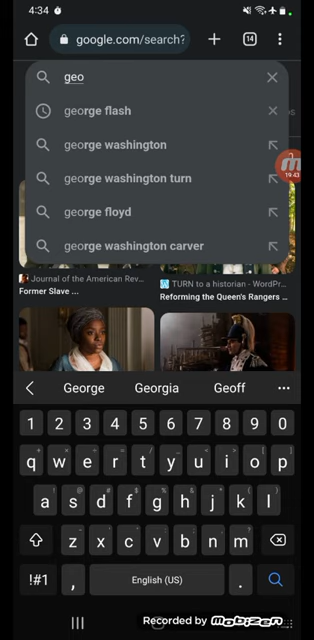 4:34
google.com/search?
14
geo
george flash
19:43
george washington
george washington turn
george floyd
george washington carver
Journal of the American Rev...
Former Slave ...
TURN to a historian - WordPr...
Reforming the Queen's Rangers ...
George Georgia Geoff
1 2 3 4 5 6 7 8 9 0
q w e r t y u i o p
a s d f g h j k l
z x c v b n m
!#1 , English (US) .
Recorded by Mobizen